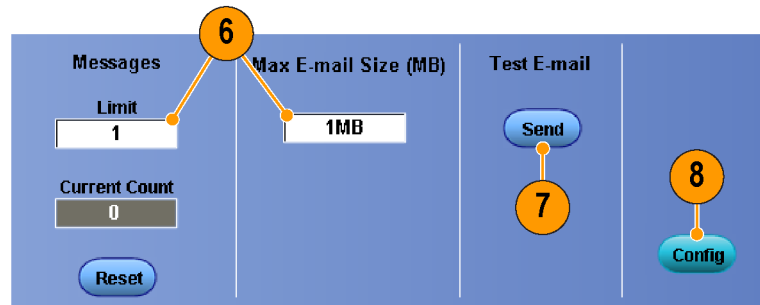 6
Messages
Max E-mail Size (MB)
Test E-mail
Limit
1
1MB
Send
Current Count
0
7
8
Reset
Config